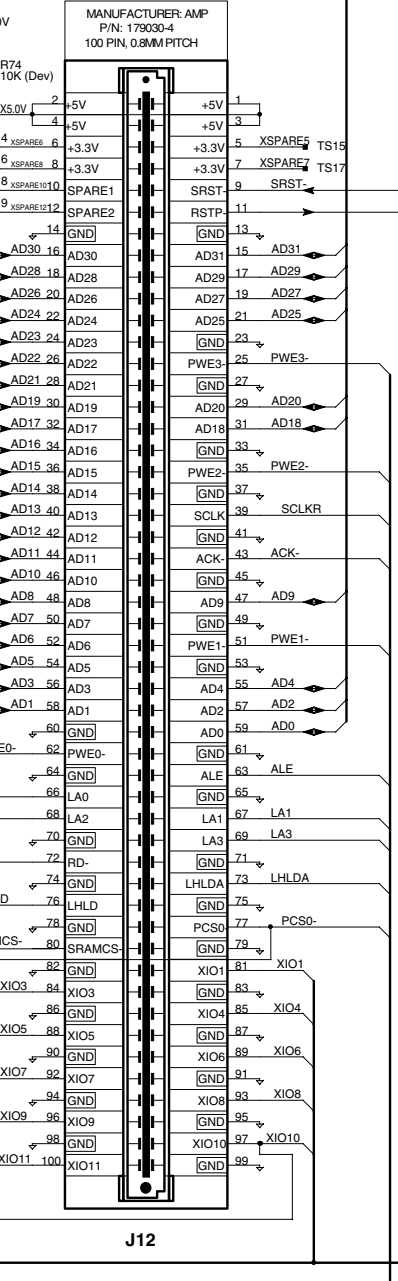 MANUFACTURER: AMP
P/N: 179030-4
100 PIN, 0.8MM PITCH
R74
10K (Dev)
X5.0V 2 +5V +5V 1
4 +5V +5V 3
4 XSPARE6 6 +3.3V +3.3V 5 XSPARE5 TS15
6 XSPARE8 8 +3.3V +3.3V 7 XSPARE7 TS17
8 XSPARE10 10 SPARE1 SRST- 9 SRST-
9 XSPARE12 12 SPARE2 RSTP- 11
14 GND GND 13
AD30 16 AD30 AD31 15 AD31
AD28 18 AD28 AD29 17 AD29
AD26 20 AD26 AD27 19 AD27
AD24 22 AD24 AD25 21 AD25
AD23 24 AD23 GND 23
AD22 26 AD22 PWE3- 25 PWE3-
AD21 28 AD21 GND 27
AD19 30 AD19 AD20 29 AD20
AD17 32 AD17 AD18 31 AD18
AD16 34 AD16 GND 33
AD15 36 AD15 PWE2- 35 PWE2-
AD14 38 AD14 GND 37
AD13 40 AD13 SCLK 39 SCLKR
AD12 42 AD12 GND 41
AD11 44 AD11 ACK- 43 ACK-
AD10 46 AD10 GND 45
AD8 48 AD8 AD9 47 AD9
AD7 50 AD7 GND 49
AD6 52 AD6 PWE1- 51 PWE1-
AD5 54 AD5 GND 53
AD3 56 AD3 AD4 55 AD4
AD1 58 AD1 AD2 57 AD2
60 GND AD0 59 AD0
E0- 62 PWE0- GND 61
64 GND ALE 63 ALE
66 LA0 GND 65
68 LA2 LA1 67 LA1
70 GND LA3 69 LA3
72 RD- GND 71
74 GND LHLDA 73 LHLDA
D 76 LHLD GND 75
78 GND PCS0- 77 PCS0-
MCS- 80 SRAMCS- GND 79
82 GND XIO1 81 XIO1
XIO3 84 XIO3 GND 83
86 GND XIO4 85 XIO4
XIO5 88 XIO5 GND 87
90 GND XIO6 89 XIO6
XIO7 92 XIO7 GND 91
94 GND XIO8 93 XIO8
XIO9 96 XIO9 GND 95
98 GND XIO10 97 XIO10
XIO11 100 XIO11 GND 99
J12